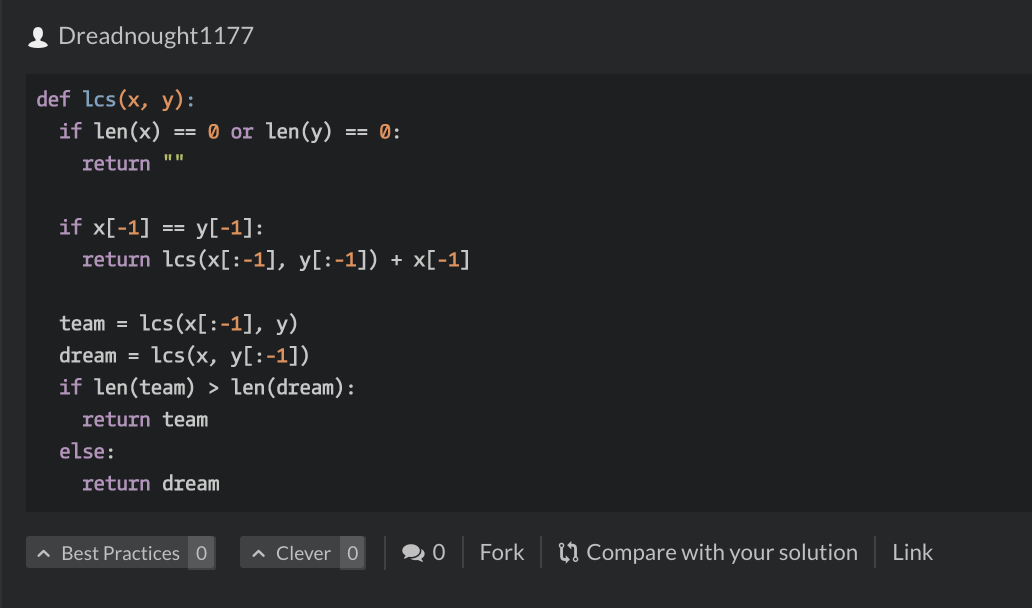 Dreadnought1177
def lcs(x, y):
  if len(x) == 0 or len(y) == 0:
    return ""

  if x[-1] == y[-1]:
    return lcs(x[:-1], y[:-1]) + x[-1]

  team = lcs(x[:-1], y)
  dream = lcs(x, y[:-1])
  if len(team) > len(dream):
    return team
  else:
    return dream
Best Practices 0 Clever 0 0 Fork Compare with your solution Link